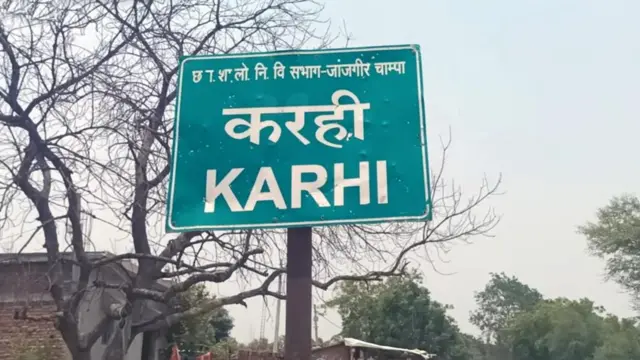 छ.ग. श. लो. नि. वि सभाग-जांजगीर चाम्पा
करही
KARHI